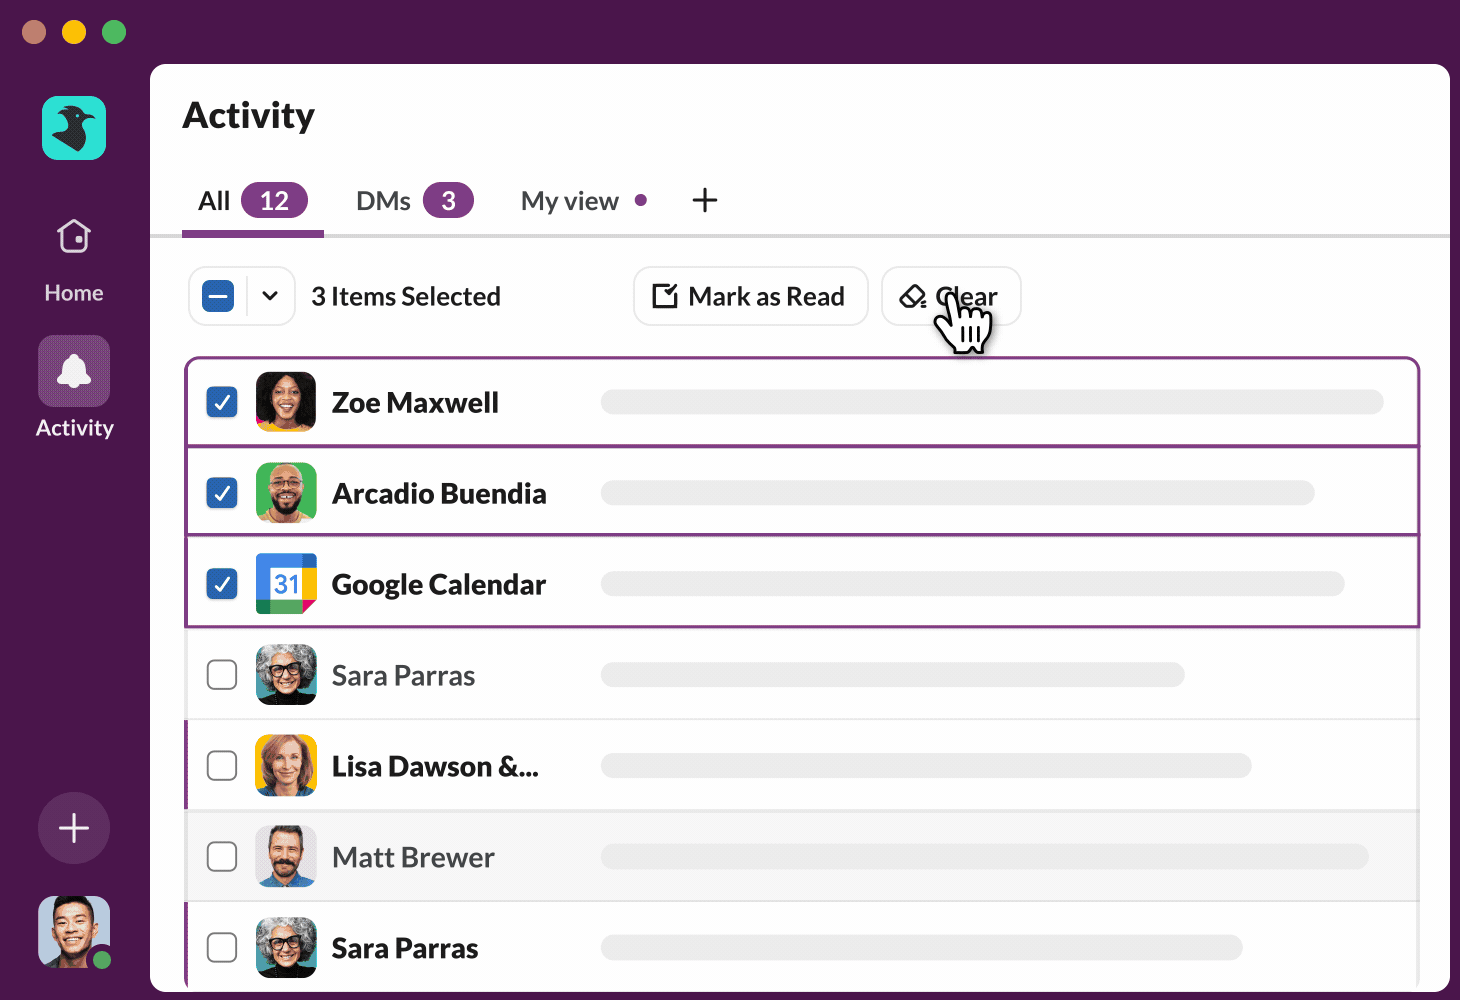 Activity
All 12 DMs 3 My view
Home
3 Items Selected Mark as Read Clear
Activity
Zoe Maxwell
Arcadio Buendia
31 Google Calendar
Sara Parras
Lisa Dawson &...
Matt Brewer
Sara Parras